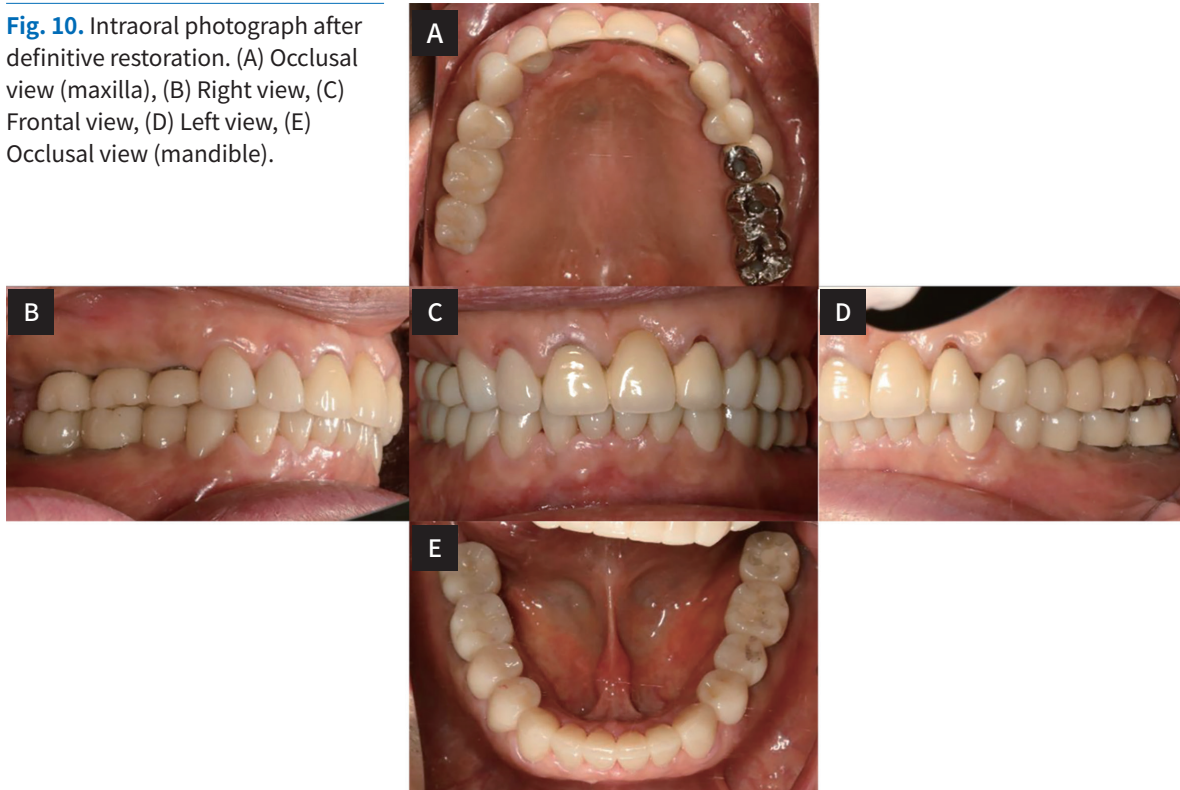 Fig. 10. Intraoral photograph after
definitive restoration. (A) Occlusal
view (maxilla), (B) Right view, (C)
Frontal view, (D) Left view, (E)
Occlusal view (mandible).
A
B
C
D
E